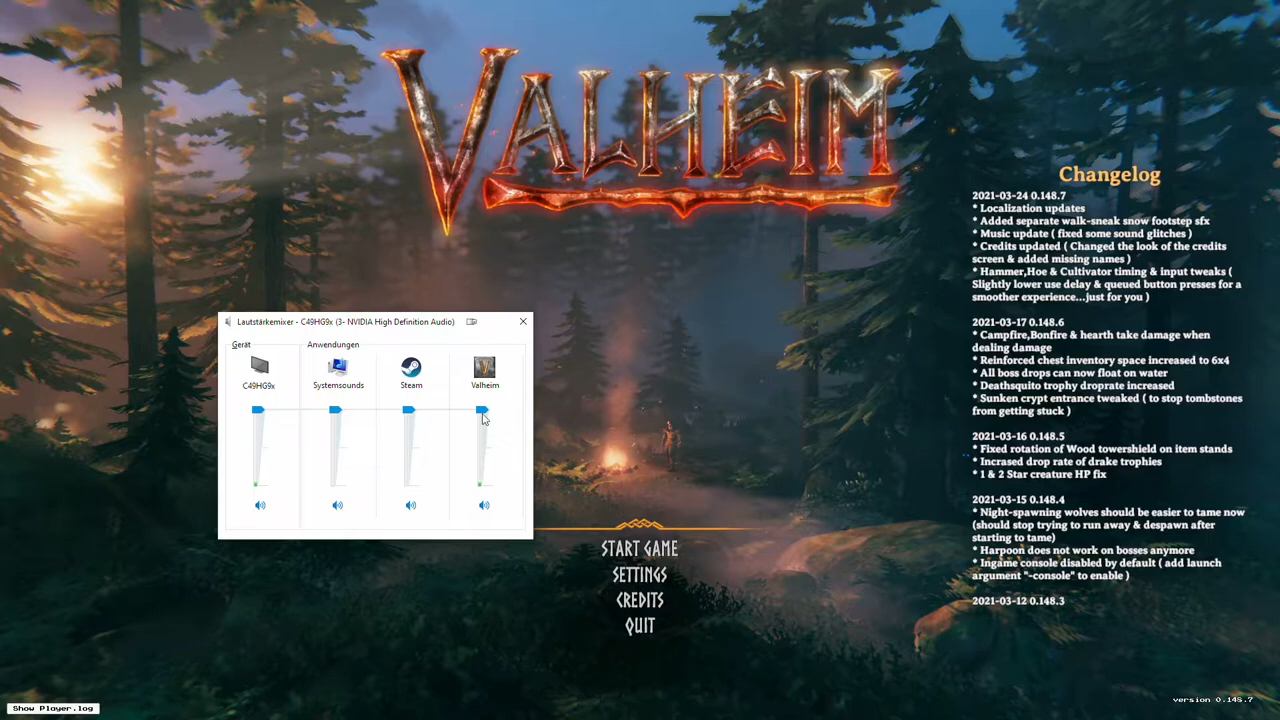 VALHEIM
Changelog
2021-03-24 0.148.7
* Localization updates
* Added separate walk-sneak snow footstep sfx
* Music update ( fixed some sound glitches )
* Credits updated ( Changed the look of the credits
screen & added missing names )
* Hammer,Hoe & Cultivator timing & input tweaks (
Slightly lower use delay & queued button presses for a
smoother experience...just for you )
2021-03-17 0.148.6
* Campfire,Bonfire & hearth take damage when
dealing damage
* Reinforced chest inventory space increased to 6x4
* All boss drops can now float on water
* Deathsquito trophy droprate increased
* Sunken crypt entrance tweaked ( to stop tombstones
from getting stuck )
2021-03-16 0.148.5
* Fixed rotation of Wood towershield on item stands
* Incrased drop rate of drake trophies
* 1 & 2 Star creature HP fix
2021-03-15 0.148.4
* Night-spawning wolves should be easier to tame now
(should stop trying to run away & despawn after
starting to tame)
* Harpoon does not work on bosses anymore
* Ingame console disabled by default ( add launch
argument "-console" to enable )
2021-03-12 0.148.3
Lautstärkemixer - C49HG9x (3- NVIDIA High Definition Audio)
Gerät
Anwendungen
C49HG9x
Systemsounds
Steam
Valheim
START GAME
SETTINGS
CREDITS
QUIT
Show Player.log
version 0.148.7